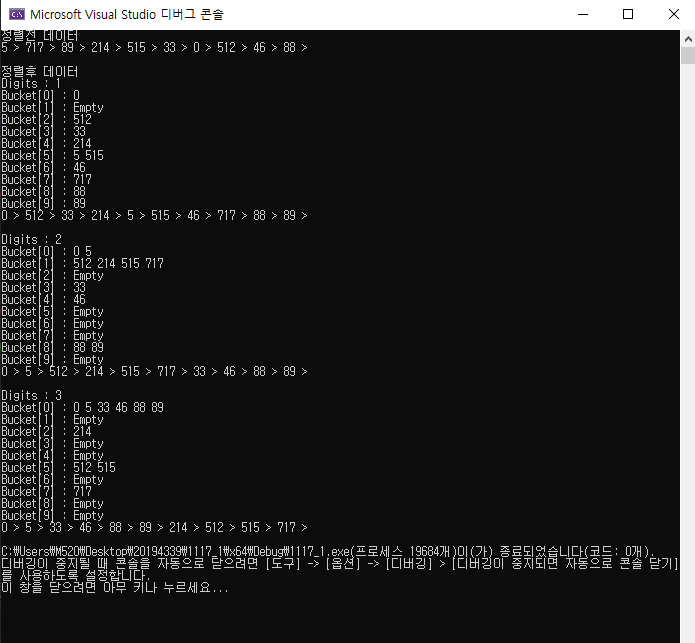 Microsoft Visual Studio 디버그 콘솔
정렬전 데이터
5 > 717 > 89 > 214 > 515 > 33 > 0 > 512 > 46 > 88 >
정렬후 데이터
Digits : 1
Bucket[0] : 0
Bucket[1] : Empty
Bucket[2] : 512
Bucket[3] : 33
Bucket[4] : 214
Bucket[5] : 5 515
Bucket[6] : 46
Bucket[7] : 717
Bucket[8] : 88
Bucket[9] : 89
0 > 512 > 33 > 214 > 5 > 515 > 46 > 717 > 88 > 89 >
Digits : 2
Bucket[0] : 0 5
Bucket[1] : 512 214 515 717
Bucket[2] : Empty
Bucket[3] : 33
Bucket[4] : 46
Bucket[5] : Empty
Bucket[6] : Empty
Bucket[7] : Empty
Bucket[8] : 88 89
Bucket[9] : Empty
0 > 5 > 512 > 214 > 515 > 717 > 33 > 46 > 88 > 89 >
Digits : 3
Bucket[0] : 0 5 33 46 88 89
Bucket[1] : Empty
Bucket[2] : 214
Bucket[3] : Empty
Bucket[4] : Empty
Bucket[5] : 512 515
Bucket[6] : Empty
Bucket[7] : 717
Bucket[8] : Empty
Bucket[9] : Empty
0 > 5 > 33 > 46 > 88 > 89 > 214 > 512 > 515 > 717 >
C:₩Users₩M520₩Desktop₩20194339₩1117_1₩x64₩Debug₩1117_1.exe(프로세스 19684개)이(가) 종료되었습니다(코드: 0개).
디버깅이 중지될 때 콘솔을 자동으로 닫으려면 [도구] -> [옵션] -> [디버깅] > [디버깅이 중지되면 자동으로 콘솔 닫기]
를 사용하도록 설정합니다.
이 창을 닫으려면 아무 키나 누르세요...